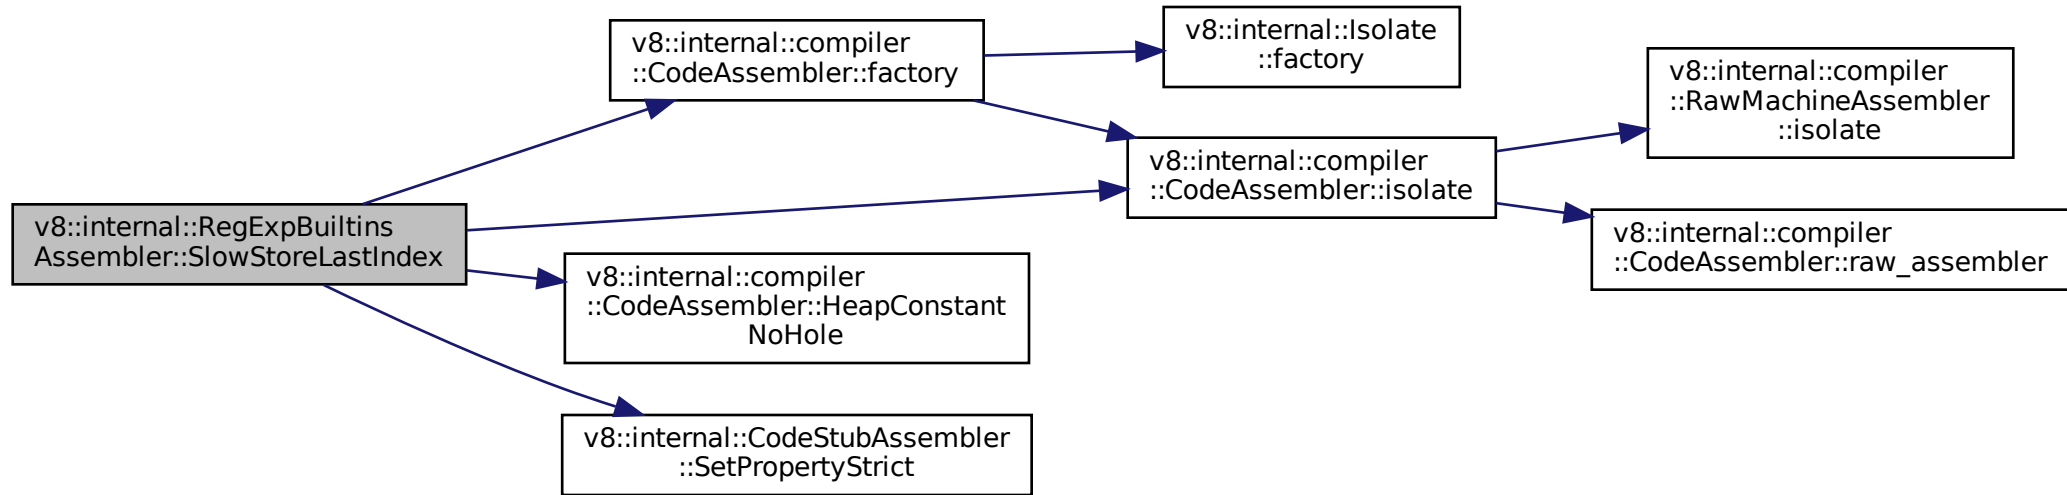 v8::internal::RegExpBuiltins
Assembler::SlowStoreLastIndex
v8::internal::compiler
::CodeAssembler::factory
v8::internal::Isolate
::factory
v8::internal::compiler
::CodeAssembler::isolate
v8::internal::compiler
::RawMachineAssembler
::isolate
v8::internal::compiler
::CodeAssembler::raw_assembler
v8::internal::compiler
::CodeAssembler::HeapConstant
NoHole
v8::internal::CodeStubAssembler
::SetPropertyStrict